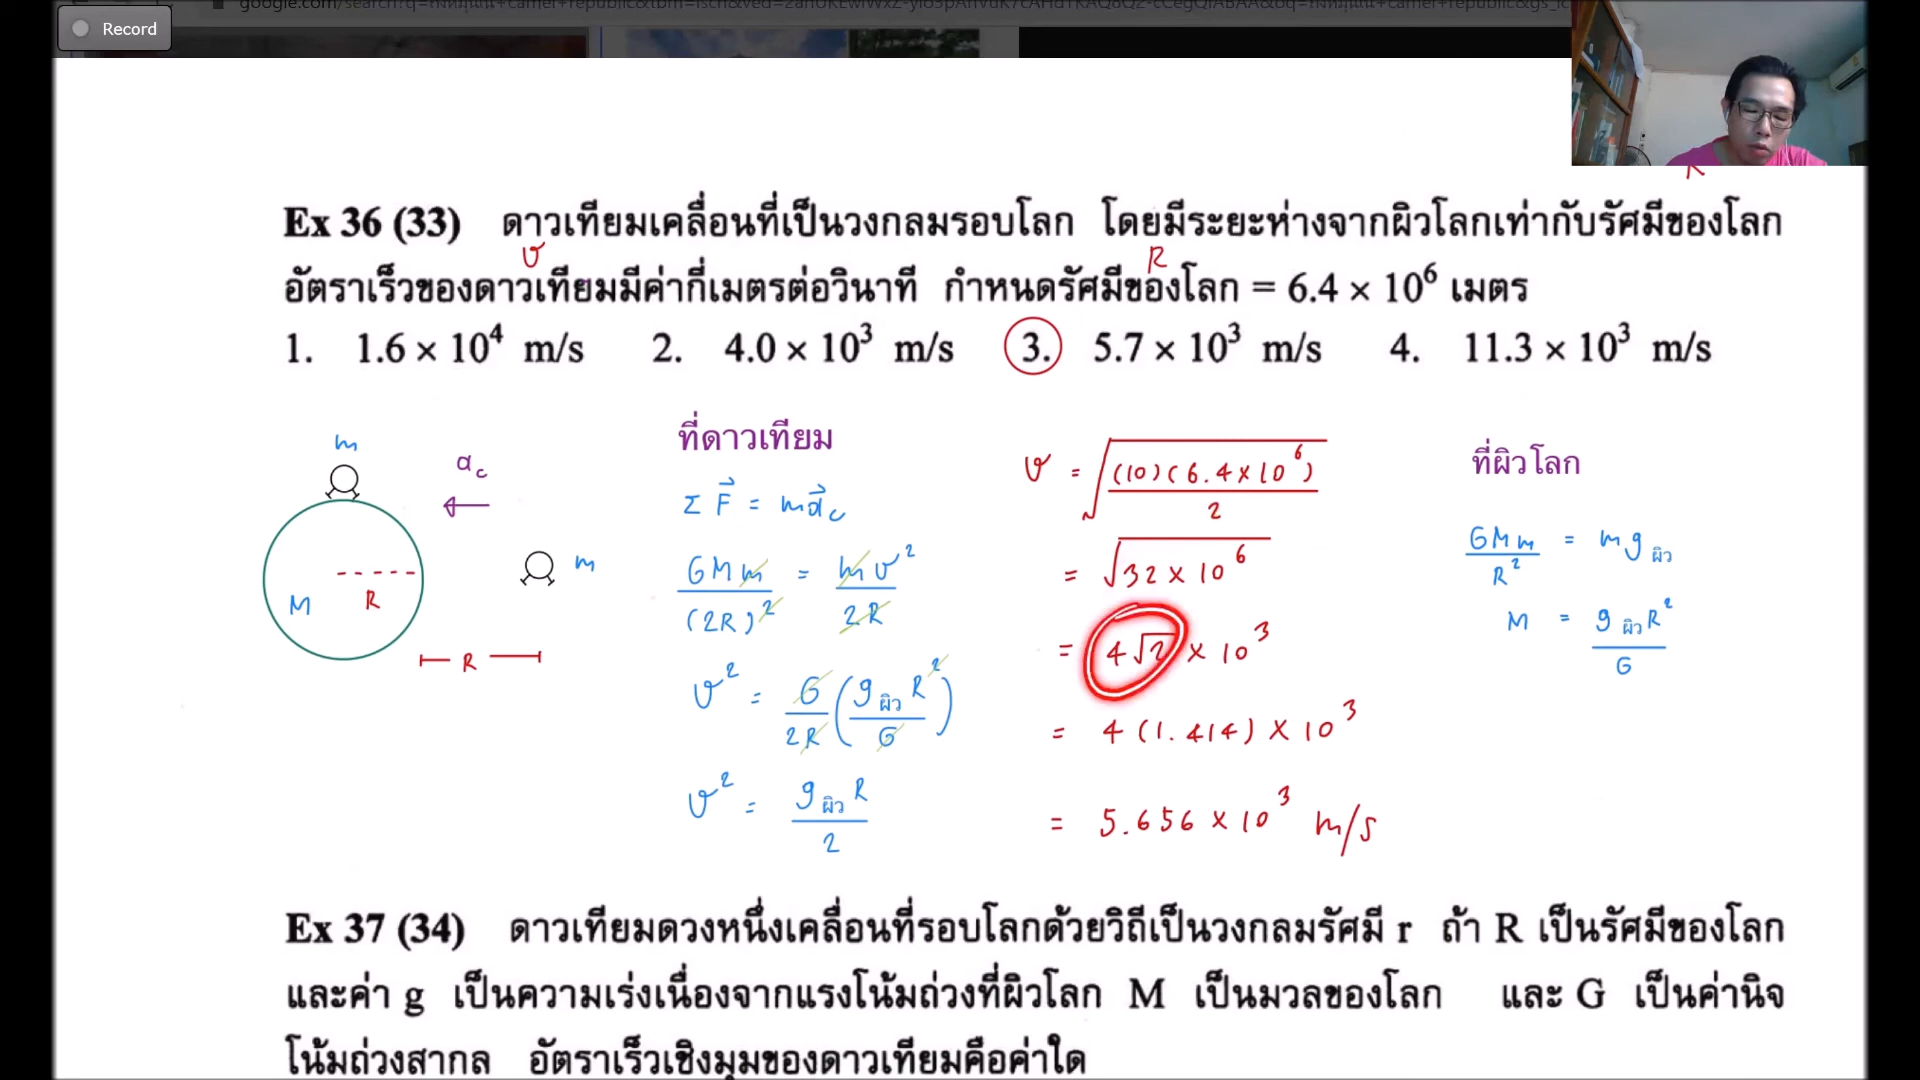 Record
Ex 36 (33) ดาวเทียมเคลื่อนที่เป็นวงกลมรอบโลก โดยมีระยะห่างจากผิวโลกเท่ากับรัศมีของโลก
v R
อัตราเร็วของดาวเทียมมีค่ากี่เมตรต่อวินาที กำหนดรัศมีของโลก = 6.4 × 10⁶ เมตร
1. 1.6 × 10⁴ m/s 2. 4.0 × 10³ m/s 3. 5.7 × 10³ m/s 4. 11.3 × 10³ m/s
m
a_c
m
M R
R
ที่ดาวเทียม
Σ F⃗ = m a⃗_c
GMm/(2R)² = mv²/2R
v² = G/2R (g_ผิว R²/G)
v² = g_ผิว R/2
v = √((10)(6.4×10⁶)/2)
= √(32 × 10⁶)
= 4√2 × 10³
= 4(1.414) × 10³
= 5.656 × 10³ m/s
ที่ผิวโลก
GMm/R² = mg_ผิว
M = g_ผิว R²/G
Ex 37 (34) ดาวเทียมดวงหนึ่งเคลื่อนที่รอบโลกด้วยวิถีเป็นวงกลมรัศมี r ถ้า R เป็นรัศมีของโลก
และค่า g เป็นความเร่งเนื่องจากแรงโน้มถ่วงที่ผิวโลก M เป็นมวลของโลก และ G เป็นค่านิจ
โน้มถ่วงสากล อัตราเร็วเชิงมุมของดาวเทียมคือค่าใด